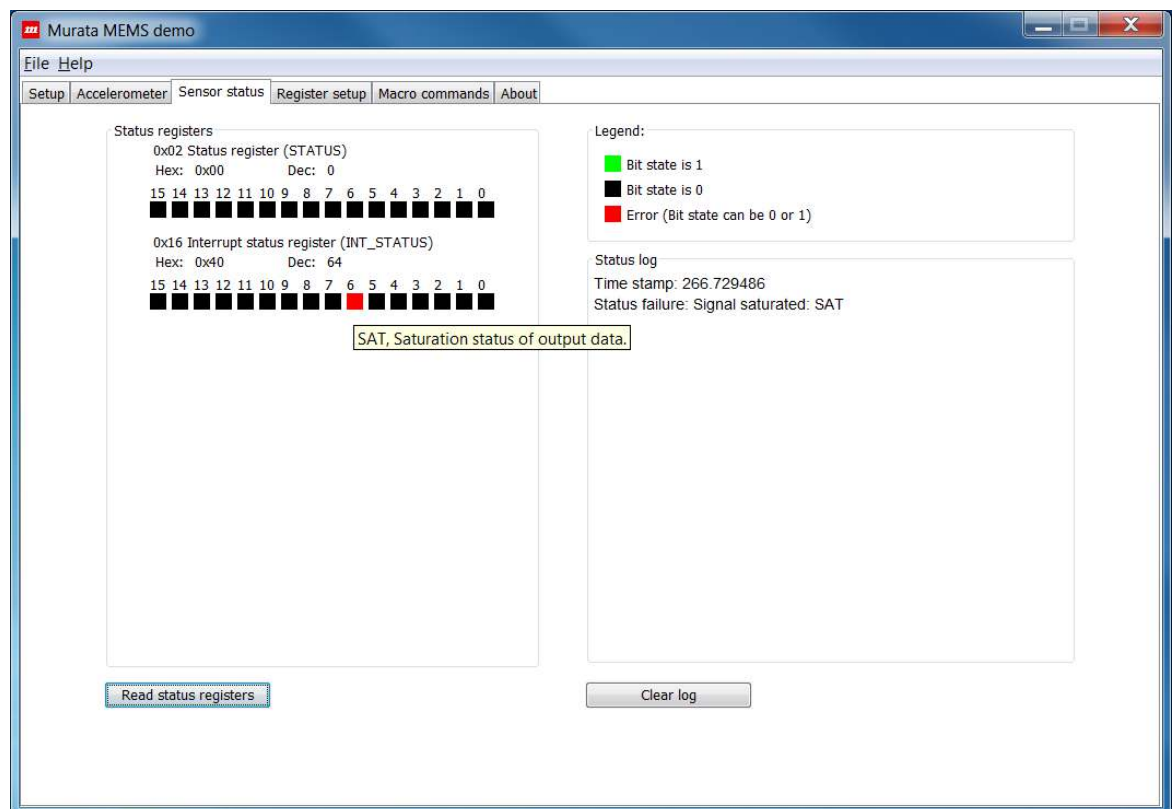 Murata MEMS demo
File Help
Setup Accelerometer Sensor status Register setup Macro commands About
Status registers
0x02 Status register (STATUS)
Hex: 0x00 Dec: 0
15 14 13 12 11 10 9 8 7 6 5 4 3 2 1 0
0x16 Interrupt status register (INT_STATUS)
Hex: 0x40 Dec: 64
15 14 13 12 11 10 9 8 7 6 5 4 3 2 1 0
SAT, Saturation status of output data.
Read status registers
Legend:
Bit state is 1
Bit state is 0
Error (Bit state can be 0 or 1)
Status log
Time stamp: 266.729486
Status failure: Signal saturated: SAT
Clear log